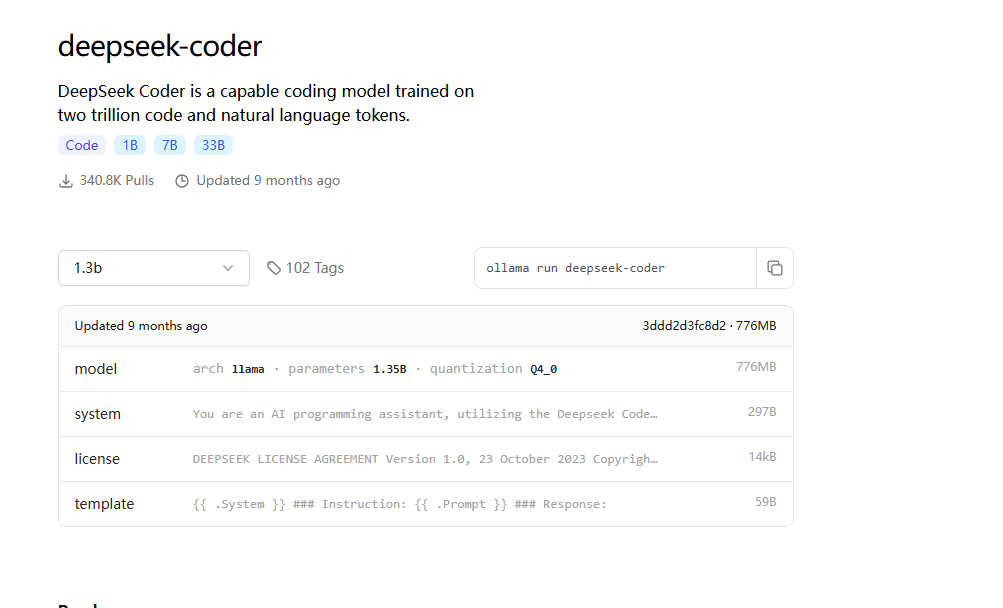 deepseek-coder
DeepSeek Coder is a capable coding model trained on
two trillion code and natural language tokens.
Code 1B 7B 33B
340.8K Pulls Updated 9 months ago
1.3b 102 Tags ollama run deepseek-coder
Updated 9 months ago 3ddd2d3fc8d2 · 776MB
model arch llama · parameters 1.35B · quantization Q4_0 776MB
system You are an AI programming assistant, utilizing the Deepseek Code… 297B
license DEEPSEEK LICENSE AGREEMENT Version 1.0, 23 October 2023 Copyrigh… 14kB
template {{ .System }} ### Instruction: {{ .Prompt }} ### Response: 59B